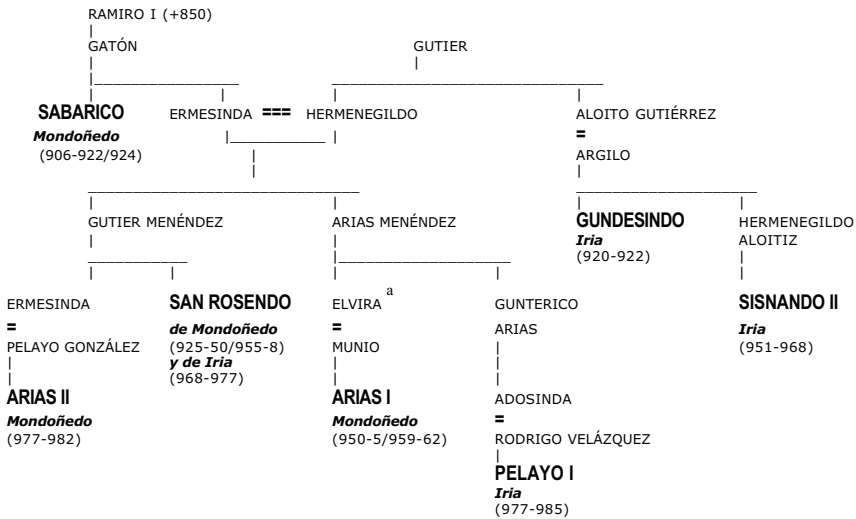 RAMIRO I (+850)
GATÓN GUTIER
SABARICO ERMESINDA === HERMENEGILDO ALOITO GUTIÉRREZ
Mondoñedo =
(906-922/924) ARGILO
GUTIER MENÉNDEZ ARIAS MENÉNDEZ GUNDESINDO HERMENEGILDO
Iria ALOITIZ
(920-922)
ERMESINDA SAN ROSENDO ELVIRA a GUNTERICO SISNANDO II
= de Mondoñedo = ARIAS Iria
PELAYO GONZÁLEZ (925-50/955-8) MUNIO (951-968)
y de Iria
(968-977)
ARIAS II ARIAS I ADOSINDA
Mondoñedo Mondoñedo =
(977-982) (950-5/959-62) RODRIGO VELÁZQUEZ
PELAYO I
Iria
(977-985)